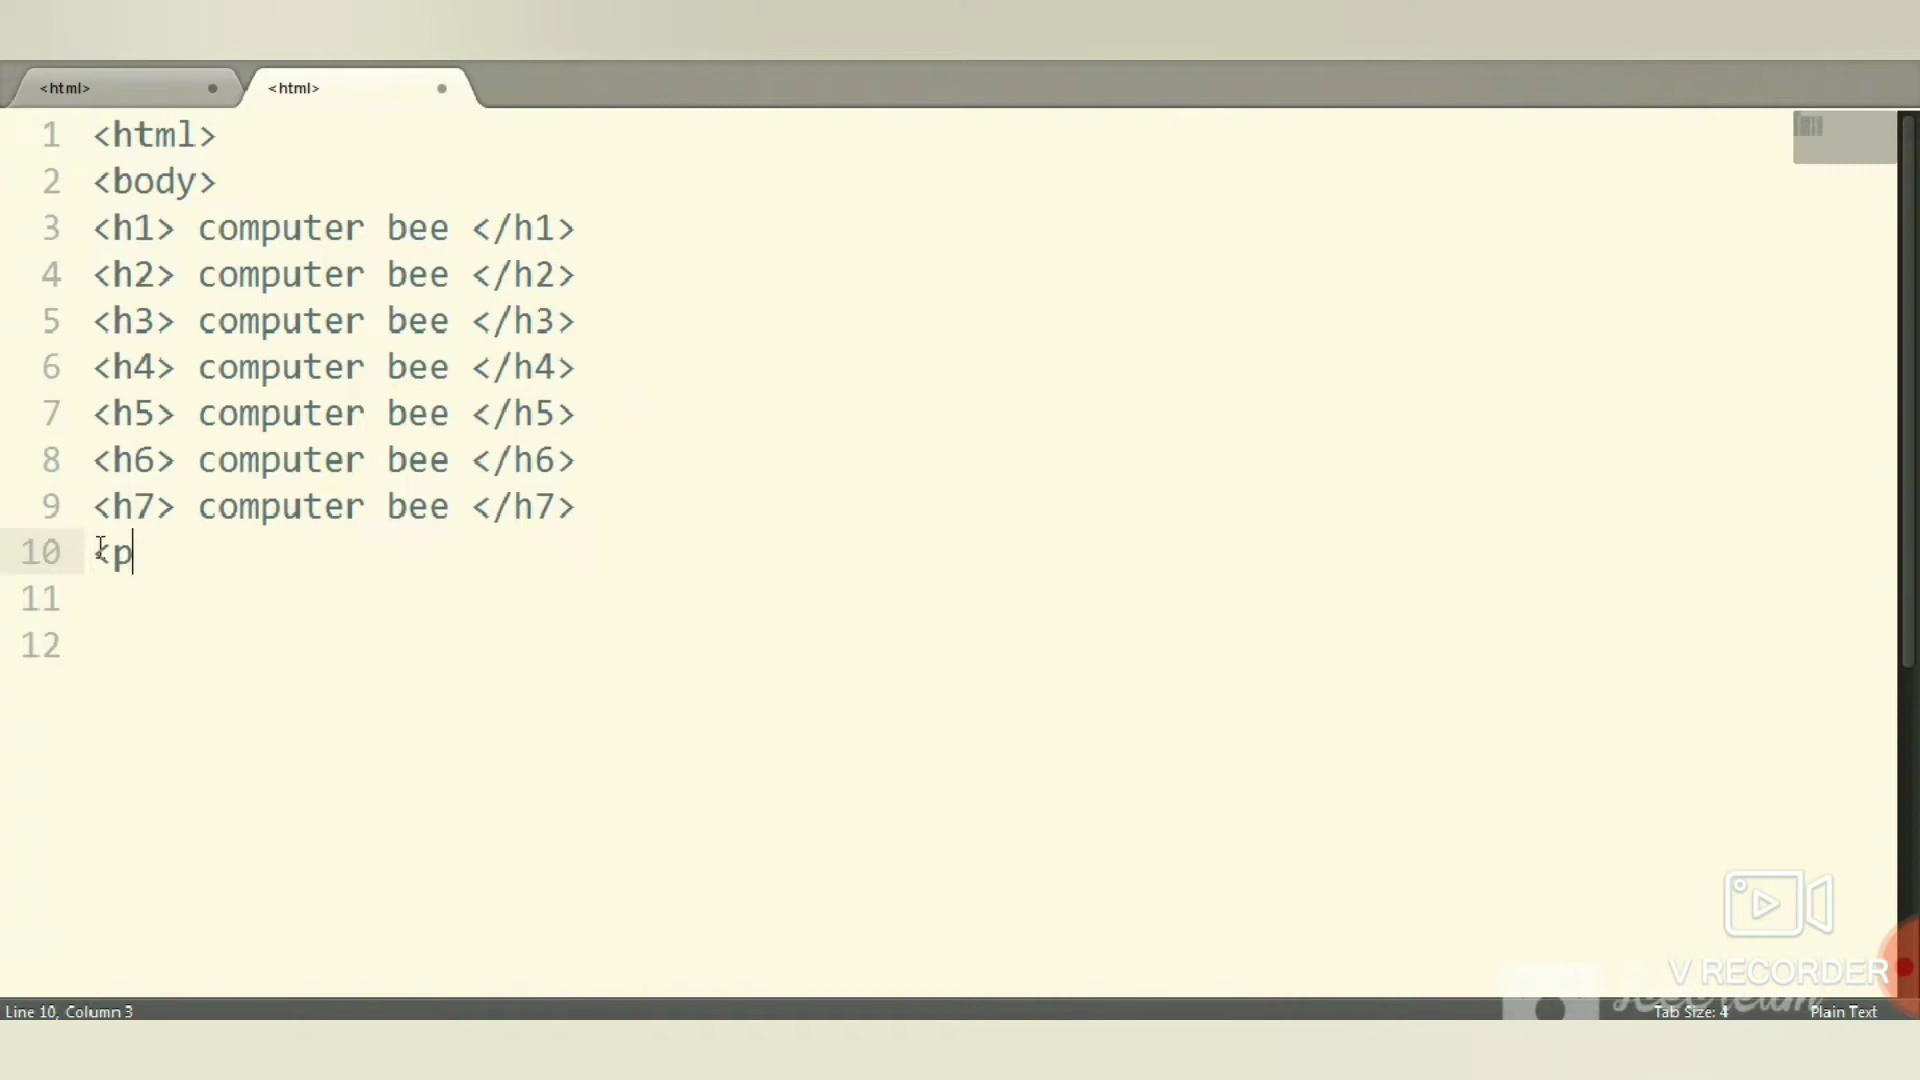 <html>
<html>
1 <html>
2 <body>
3 <h1> computer bee </h1>
4 <h2> computer bee </h2>
5 <h3> computer bee </h3>
6 <h4> computer bee </h4>
7 <h5> computer bee </h5>
8 <h6> computer bee </h6>
9 <h7> computer bee </h7>
10 <p
11
12
V RECORDER
Line 10, Column 3
Tab Size: 4
Plain Text